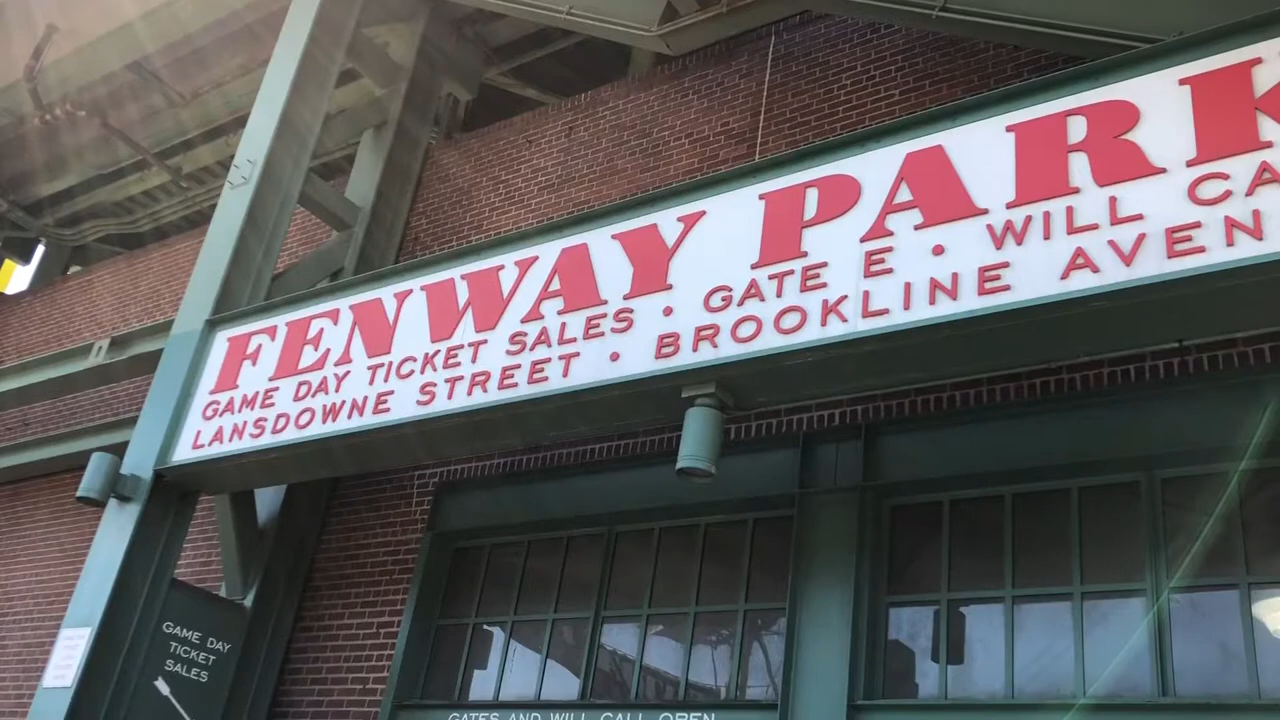 FENWAY PARK
GAME DAY TICKET SALES · GATE E · WILL CA
LANSDOWNE STREET · BROOKLINE AVEN
GAME DAY
TICKET
SALES
GATES AND WILL CALL OPEN